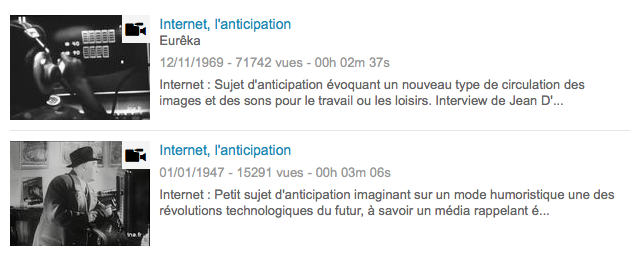 Internet, l'anticipation
Eurêka
12/11/1969 - 71742 vues - 00h 02m 37s
Internet : Sujet d'anticipation évoquant un nouveau type de circulation des
images et des sons pour le travail ou les loisirs. Interview de Jean D'...
Internet, l'anticipation
01/01/1947 - 15291 vues - 00h 03m 06s
Internet : Petit sujet d'anticipation imaginant sur un mode humoristique une des
révolutions technologiques du futur, à savoir un média rappelant é...
ina.fr